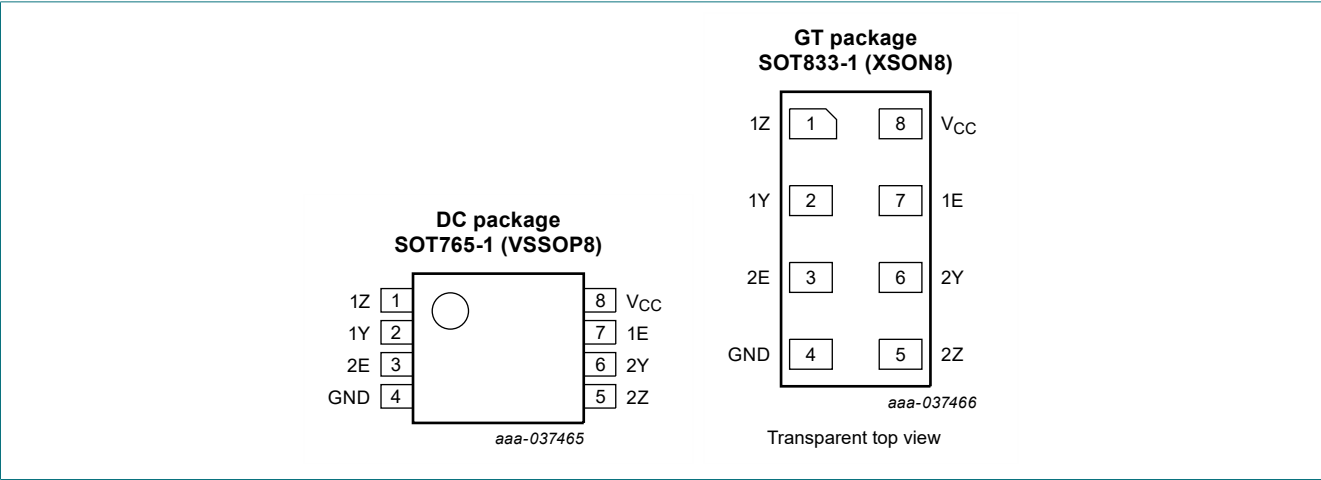 DC package
SOT765-1 (VSSOP8)
1Z 1 8 VCC
1Y 2 7 1E
2E 3 6 2Y
GND 4 5 2Z
aaa-037465
GT package
SOT833-1 (XSON8)
1Z 1 8 VCC
1Y 2 7 1E
2E 3 6 2Y
GND 4 5 2Z
aaa-037466
Transparent top view